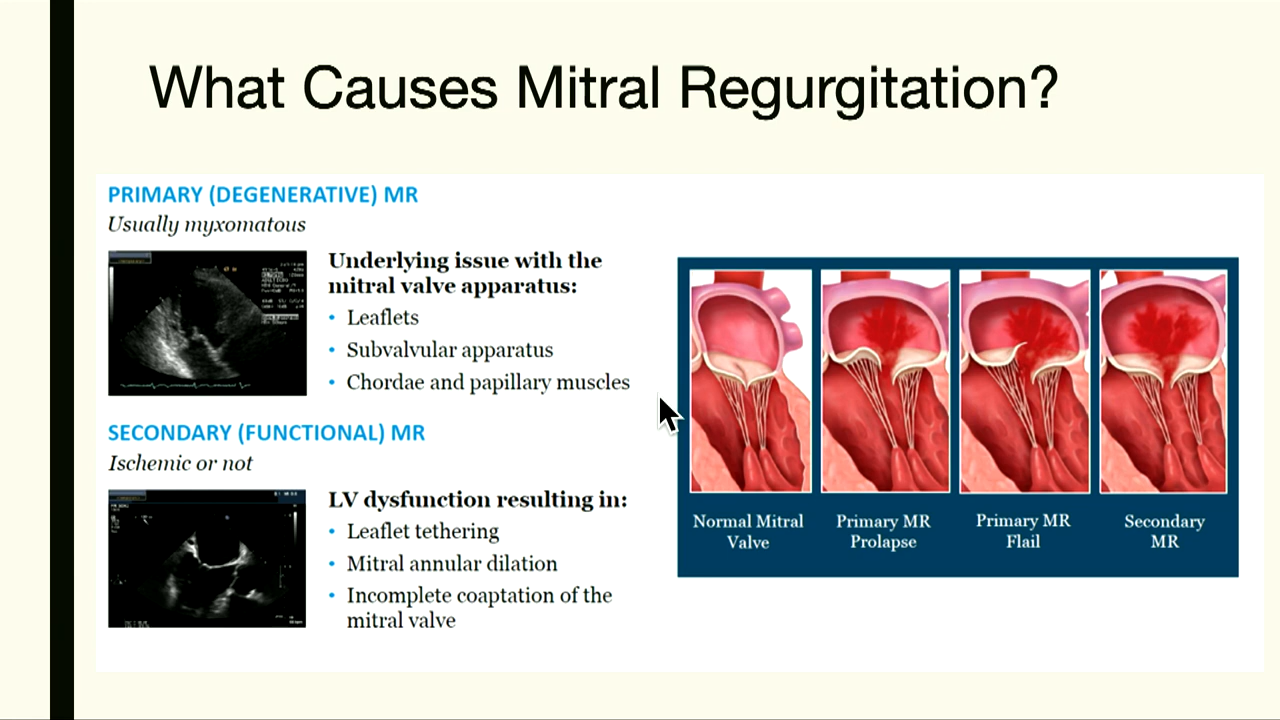 What Causes Mitral Regurgitation?
PRIMARY (DEGENERATIVE) MR
Usually myxomatous
Underlying issue with the
mitral valve apparatus:
• Leaflets
• Subvalvular apparatus
• Chordae and papillary muscles
SECONDARY (FUNCTIONAL) MR
Ischemic or not
LV dysfunction resulting in:
• Leaflet tethering
• Mitral annular dilation
• Incomplete coaptation of the
mitral valve
Normal Mitral
Valve
Primary MR
Prolapse
Primary MR
Flail
Secondary
MR